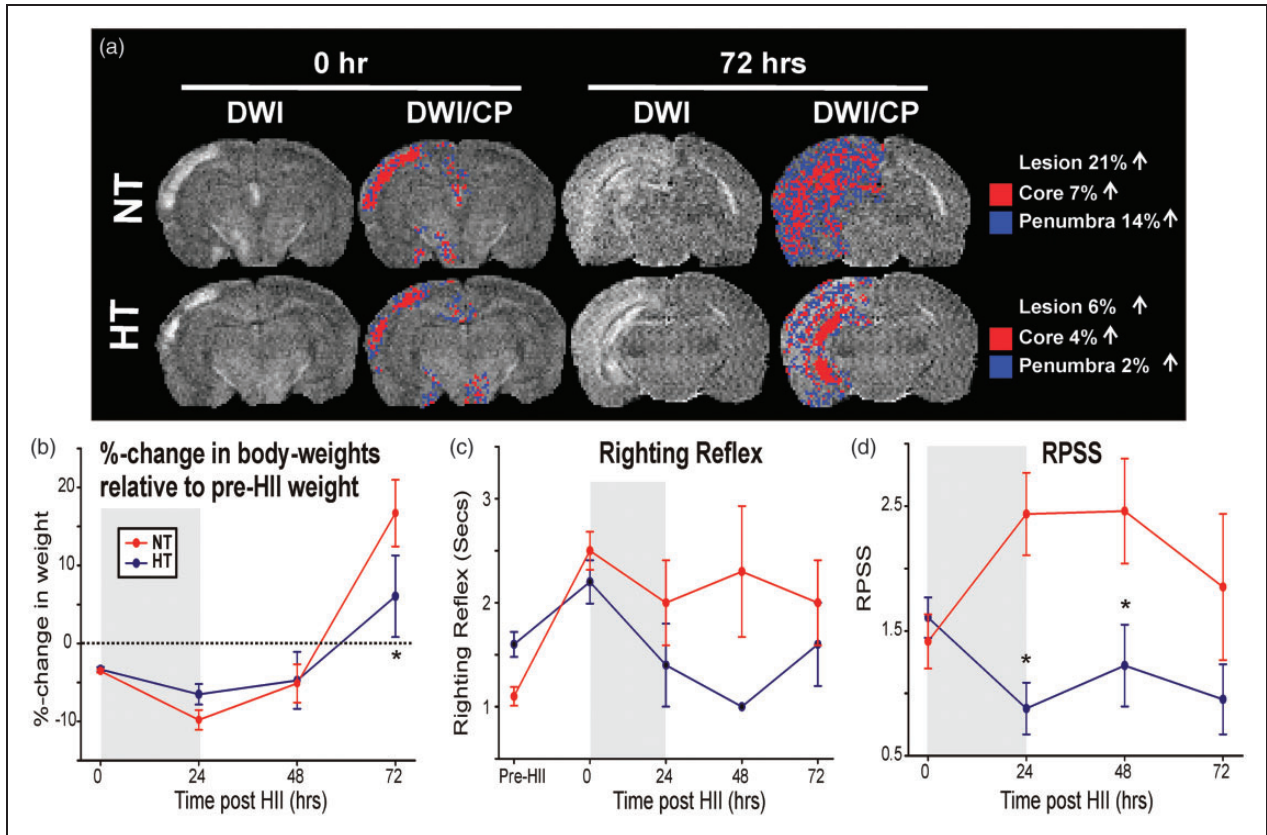 (a)
0 hr
72 hrs
DWI
DWI/CP
DWI
DWI/CP
NT
Lesion 21% ↑
Core 7% ↑
Penumbra 14% ↑
HT
Lesion 6% ↑
Core 4% ↑
Penumbra 2% ↑
(b)
%-change in body-weights
relative to pre-HII weight
%-change in weight
20
10
0
-10
NT
HT
*
0 24 48 72
Time post HII (hrs)
(c)
Righting Reflex
Righting Reflex (Secs)
3
2
1
Pre-HII 0 24 48 72
Time post HII (hrs)
(d)
RPSS
RPSS
2.5
1.5
0.5
*
*
0 24 48 72
Time post HII (hrs)